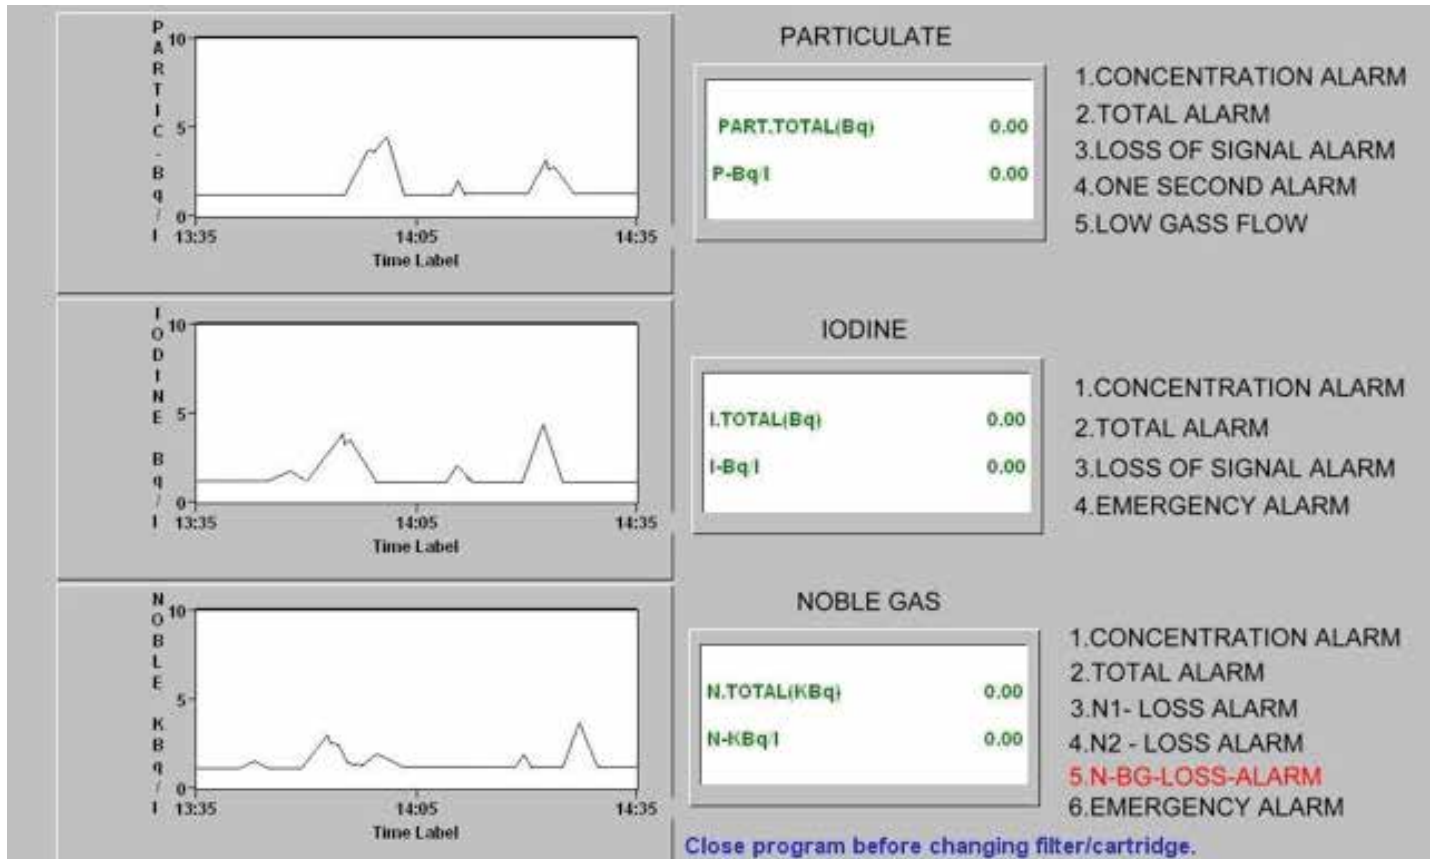 PARTIC-Bq/l
10
5
0
13:35 14:05 14:35
Time Label
PARTICULATE
PART.TOTAL(Bq) 0.00
P-Bq/l 0.00
1.CONCENTRATION ALARM
2.TOTAL ALARM
3.LOSS OF SIGNAL ALARM
4.ONE SECOND ALARM
5.LOW GASS FLOW
IODINE Bq/l
10
5
0
13:35 14:05 14:35
Time Label
IODINE
I.TOTAL(Bq) 0.00
I-Bq/l 0.00
1.CONCENTRATION ALARM
2.TOTAL ALARM
3.LOSS OF SIGNAL ALARM
4.EMERGENCY ALARM
NOBLE KBq/l
10
5
0
13:35 14:05 14:35
Time Label
NOBLE GAS
N.TOTAL(KBq) 0.00
N-KBq/l 0.00
1.CONCENTRATION ALARM
2.TOTAL ALARM
3.N1- LOSS ALARM
4.N2 - LOSS ALARM
5.N-BG-LOSS-ALARM
6.EMERGENCY ALARM
Close program before changing filter/cartridge.